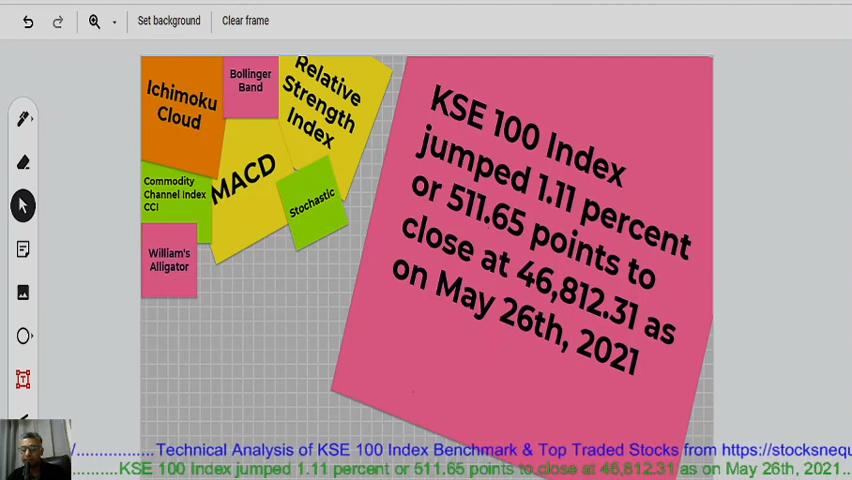 Set background
Clear frame
Ichimoku
Cloud
Bollinger
Band
Relative
Strength
Index
MACD
Commodity
Channel Index
CCI
Stochastic
William's
Alligator
KSE 100 Index
jumped 1.11 percent
or 511.65 points to
close at 46,812.31 as
on May 26th, 2021
/..................Technical Analysis of KSE 100 Index Benchmark & Top Traded Stocks from https://stocksnequ
..........KSE 100 Index jumped 1.11 percent or 511.65 points to close at 46,812.31 as on May 26th, 2021..